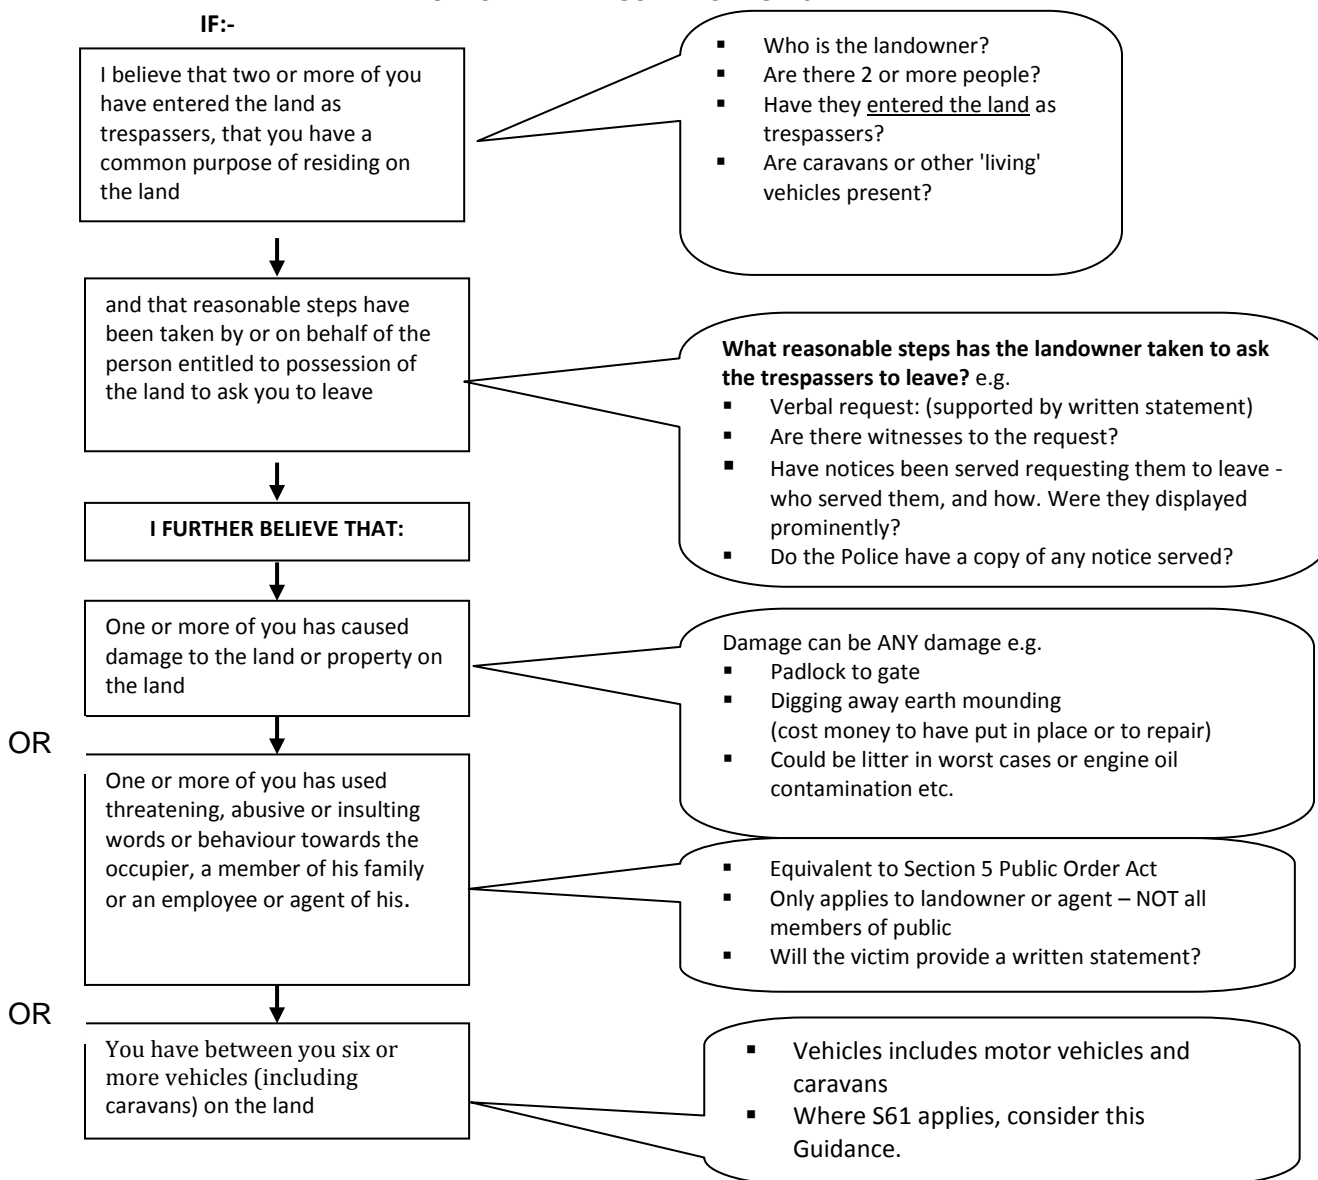 IF:-
I believe that two or more of you
have entered the land as
trespassers, that you have a
common purpose of residing on
the land
▪ Who is the landowner?
▪ Are there 2 or more people?
▪ Have they entered the land as
trespassers?
▪ Are caravans or other 'living'
vehicles present?
and that reasonable steps have
been taken by or on behalf of the
person entitled to possession of
the land to ask you to leave
What reasonable steps has the landowner taken to ask
the trespassers to leave? e.g.
▪ Verbal request: (supported by written statement)
▪ Are there witnesses to the request?
▪ Have notices been served requesting them to leave -
who served them, and how. Were they displayed
prominently?
▪ Do the Police have a copy of any notice served?
I FURTHER BELIEVE THAT:
One or more of you has caused
damage to the land or property on
the land
Damage can be ANY damage e.g.
▪ Padlock to gate
▪ Digging away earth mounding
(cost money to have put in place or to repair)
▪ Could be litter in worst cases or engine oil
contamination etc.
OR
One or more of you has used
threatening, abusive or insulting
words or behaviour towards the
occupier, a member of his family
or an employee or agent of his.
▪ Equivalent to Section 5 Public Order Act
▪ Only applies to landowner or agent – NOT all
members of public
▪ Will the victim provide a written statement?
OR
You have between you six or
more vehicles (including
caravans) on the land
▪ Vehicles includes motor vehicles and
caravans
▪ Where S61 applies, consider this
Guidance.